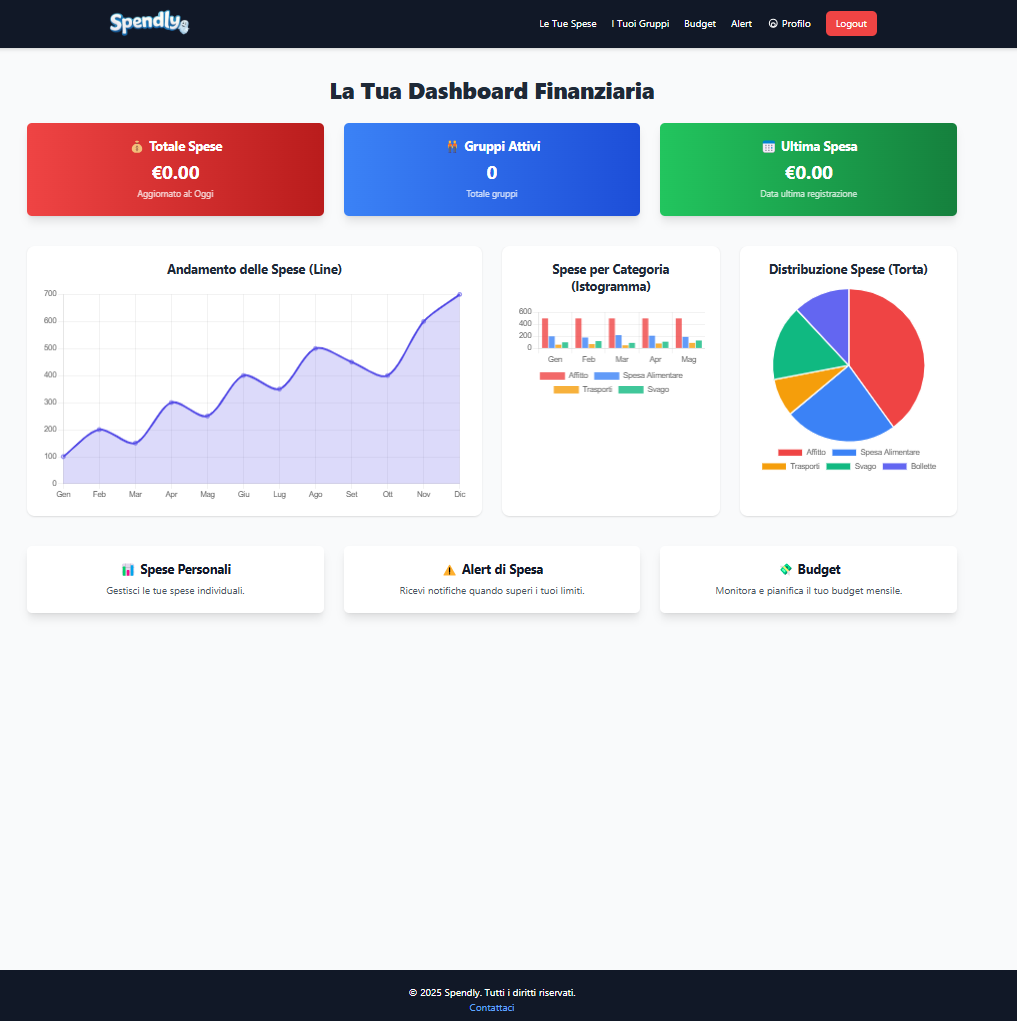 Spendly
Le Tue Spese I Tuoi Gruppi Budget Alert Profilo Logout
La Tua Dashboard Finanziaria
Totale Spese
€0.00
Aggiornato al: Oggi
Gruppi Attivi
0
Totale gruppi
Ultima Spesa
€0.00
Data ultima registrazione
Andamento delle Spese (Line)
700
600
500
400
300
200
100
0
Gen Feb Mar Apr Mag Giu Lug Ago Set Ott Nov Dic
Spese per Categoria
(Istogramma)
600
400
200
0
Gen Feb Mar Apr Mag
Affitto Spesa Alimentare
Trasporti Svago
Distribuzione Spese (Torta)
Affitto Spesa Alimentare
Trasporti Svago Bollette
Spese Personali
Gestisci le tue spese individuali.
Alert di Spesa
Ricevi notifiche quando superi i tuoi limiti.
Budget
Monitora e pianifica il tuo budget mensile.
© 2025 Spendly. Tutti i diritti riservati.
Contattaci